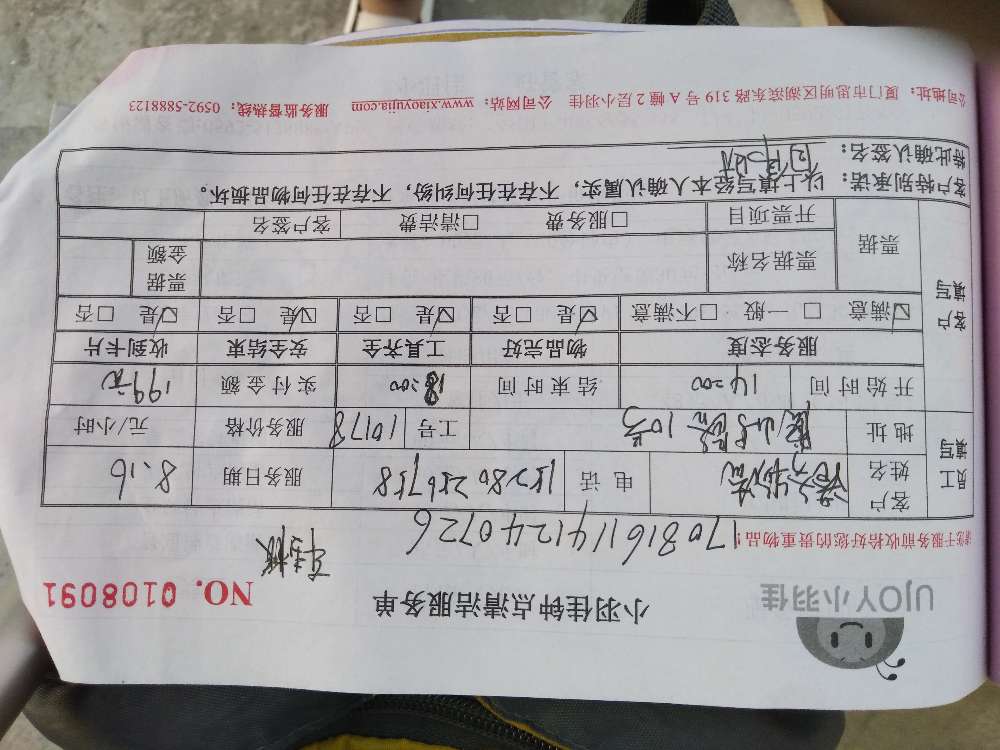 UJOY小羽佳
小羽佳钟点清洁服务单
NO. 0108091
请您于服务前收拾好您的贵重物品!
1708161141240726
员工填写
客户姓名
电话
服务日期 8.16
地址 10号
工号 10178
服务价格 元/小时
开始时间 14:00
结束时间 18:00
实付金额 199元
客户填写
服务态度 物品完好 工具齐全 安全结束 收到卡片
☑满意 □一般 □不满意 ☑是 □否 ☑是 □否 ☑是 □否 ☑是 □否
票据
票据名称
票据金额
开票项目 □服务费 □清洁费
客户签名
客户特别承诺:以上填写经本人确认属实,不存在任何纠纷,不存在任何物品损坏。
特此确认签名:
公司地址:厦门市思明区湖滨东路319号A幢2层小羽佳 公司网站:www.xiaoyujia.com 服务监督热线:0592-5888123